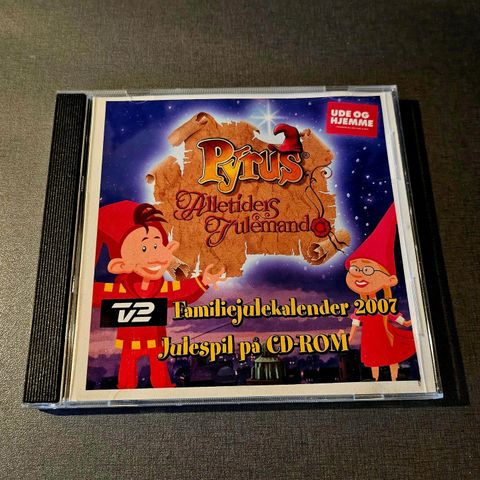 UDE OG
HJEMME
Pyrus
Alletiders
Julemand
TV2
Familiejulekalender 2007
Julespil på CD-ROM